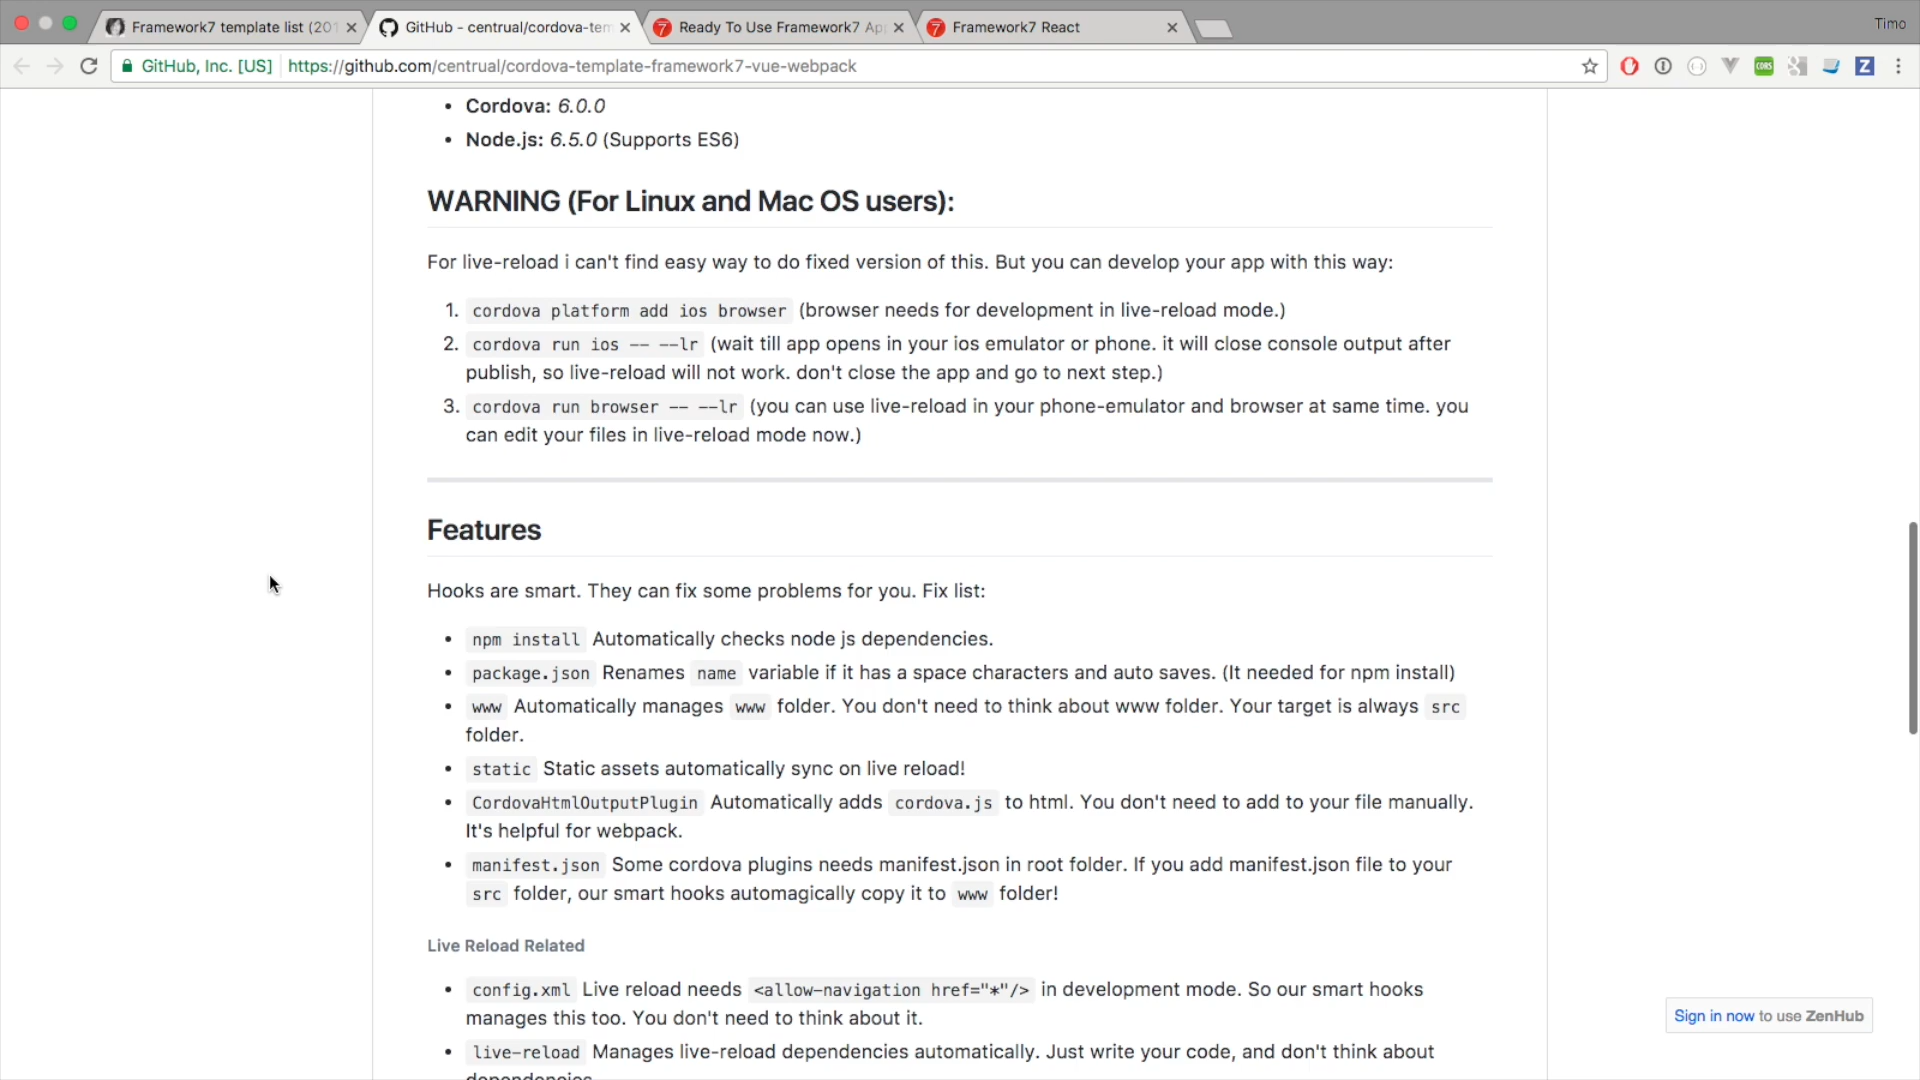 Framework7 template list (201
GitHub - centrual/cordova-tem
Ready To Use Framework7 Ap
Framework7 React
Timo
GitHub, Inc. [US]
https://github.com/centrual/cordova-template-framework7-vue-webpack
Cordova: 6.0.0
Node.js: 6.5.0 (Supports ES6)
WARNING (For Linux and Mac OS users):
For live-reload i can't find easy way to do fixed version of this. But you can develop your app with this way:
1. cordova platform add ios browser (browser needs for development in live-reload mode.)
2. cordova run ios -- --lr (wait till app opens in your ios emulator or phone. it will close console output after
publish, so live-reload will not work. don't close the app and go to next step.)
3. cordova run browser -- --lr (you can use live-reload in your phone-emulator and browser at same time. you
can edit your files in live-reload mode now.)
Features
Hooks are smart. They can fix some problems for you. Fix list:
npm install Automatically checks node js dependencies.
package.json Renames name variable if it has a space characters and auto saves. (It needed for npm install)
www Automatically manages www folder. You don't need to think about www folder. Your target is always src
folder.
static Static assets automatically sync on live reload!
CordovaHtmlOutputPlugin Automatically adds cordova.js to html. You don't need to add to your file manually.
It's helpful for webpack.
manifest.json Some cordova plugins needs manifest.json in root folder. If you add manifest.json file to your
src folder, our smart hooks automagically copy it to www folder!
Live Reload Related
config.xml Live reload needs <allow-navigation href="*"/> in development mode. So our smart hooks
manages this too. You don't need to think about it.
Sign in now to use ZenHub
live-reload Manages live-reload dependencies automatically. Just write your code, and don't think about
dependencies.